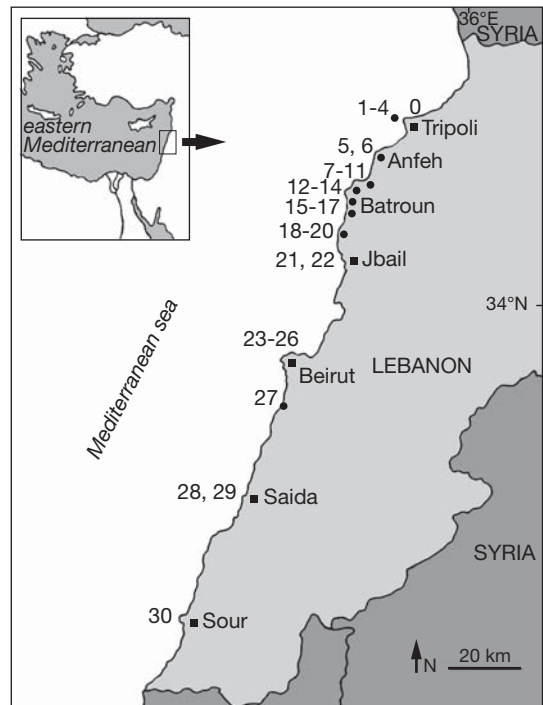 36°E
SYRIA
1-4
0
Tripoli
eastern
Mediterranean
5, 6
Anfeh
7-11
12-14
15-17
Batroun
18-20
21, 22
Jbail
34°N
23-26
Beirut
LEBANON
27
Mediterranean sea
28, 29
Saida
SYRIA
30
Sour
N
20 km